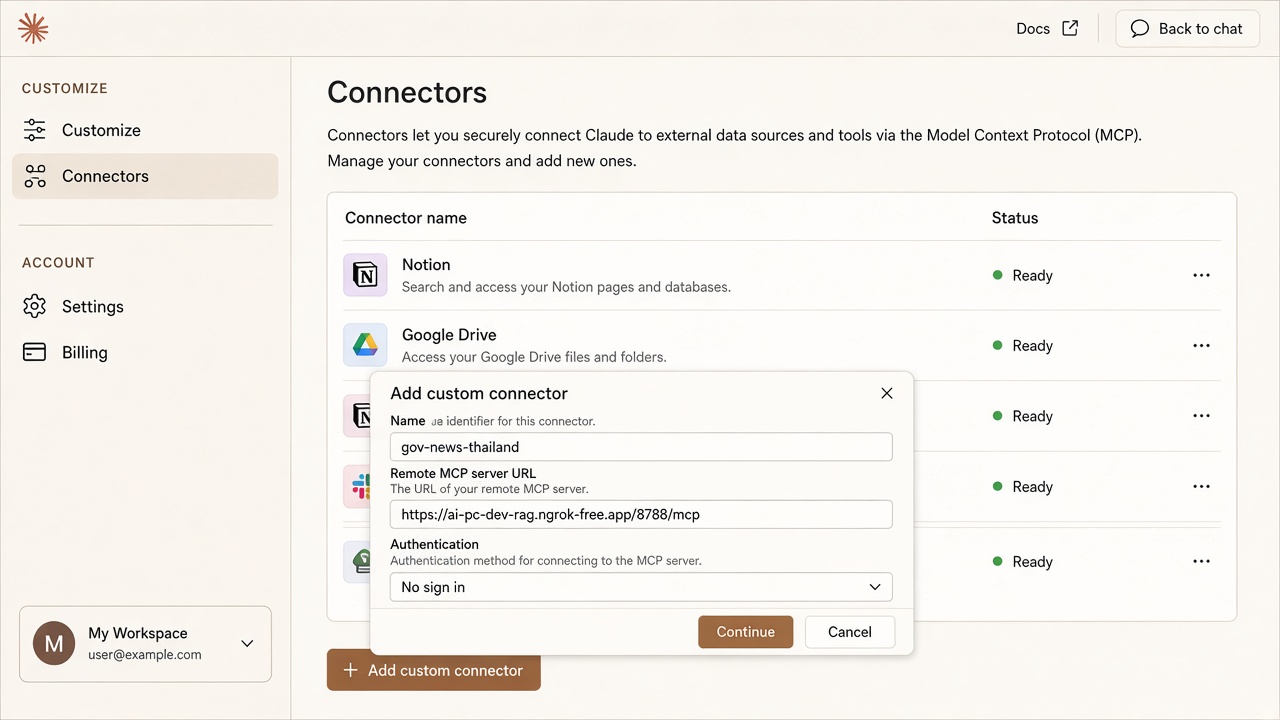 Docs
Back to chat
CUSTOMIZE
Customize
Connectors
ACCOUNT
Settings
Billing
M
My Workspace
user@example.com
Connectors
Connectors let you securely connect Claude to external data sources and tools via the Model Context Protocol (MCP).
Manage your connectors and add new ones.
Connector name Status
Notion
Search and access your Notion pages and databases.
Ready
Google Drive
Access your Google Drive files and folders.
Ready
Ready
Ready
Ready
Add custom connector
Name identifier for this connector.
gov-news-thailand
Remote MCP server URL
The URL of your remote MCP server.
https://ai-pc-dev-rag.ngrok-free.app/8788/mcp
Authentication
Authentication method for connecting to the MCP server.
No sign in
Continue Cancel
+ Add custom connector